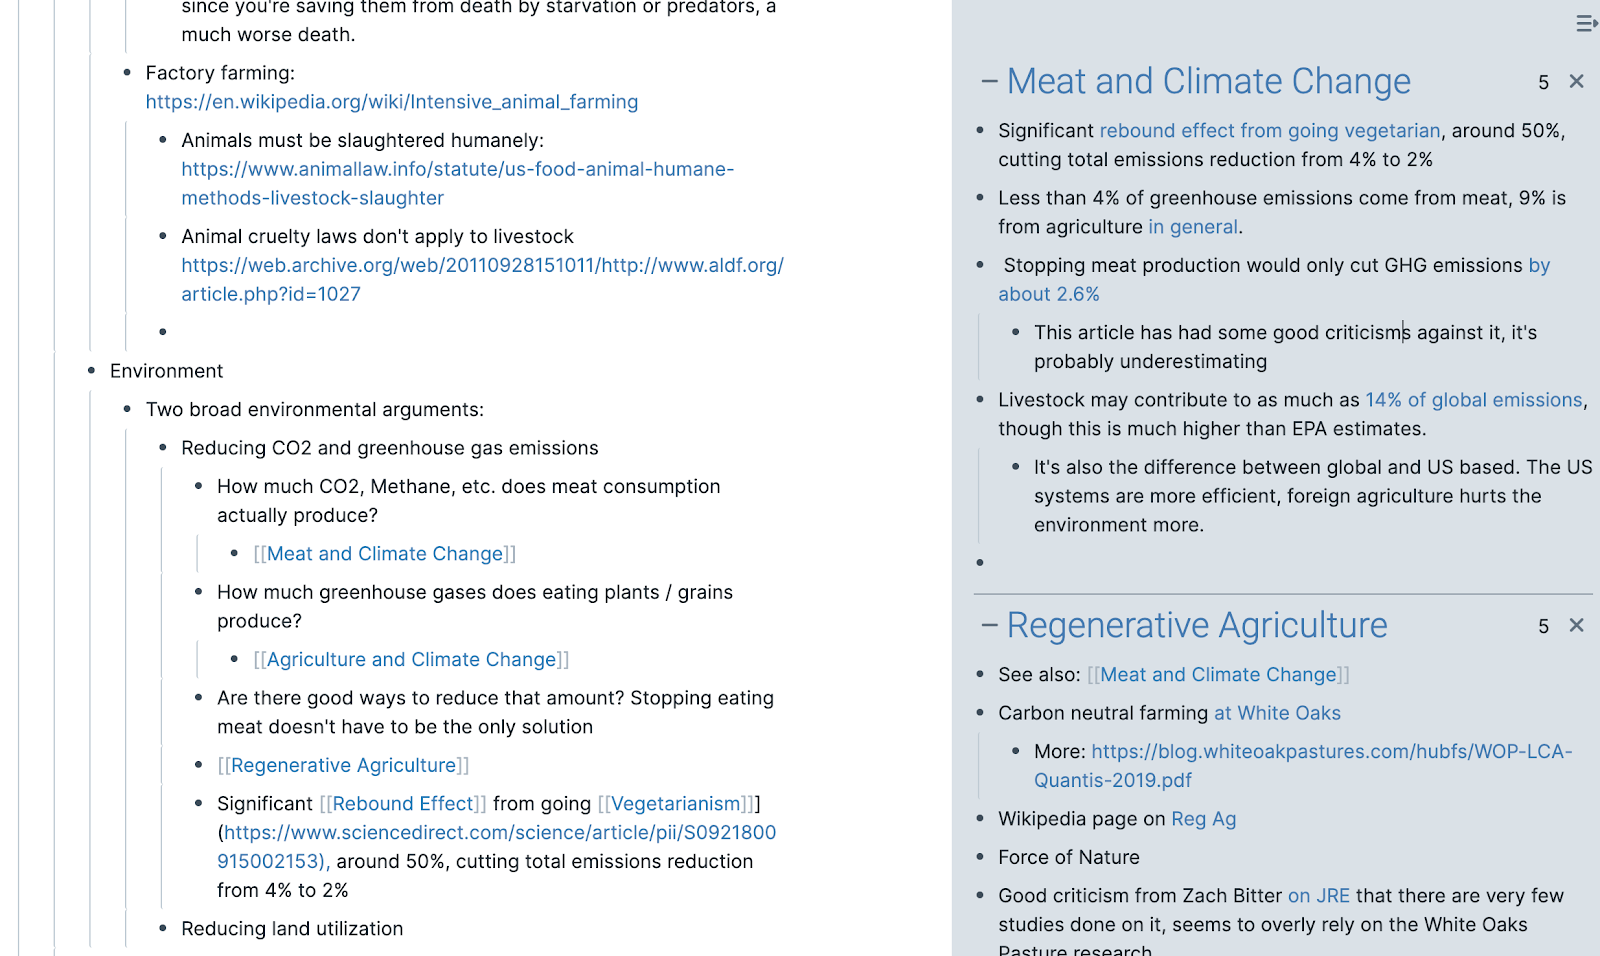 since you're saving them from death by starvation or predators, a
much worse death.
Factory farming:
https://en.wikipedia.org/wiki/Intensive_animal_farming
Animals must be slaughtered humanely:
https://www.animallaw.info/statute/us-food-animal-humane-
methods-livestock-slaughter
Animal cruelty laws don't apply to livestock
https://web.archive.org/web/20110928151011/http://www.aldf.org/
article.php?id=1027
Environment
Two broad environmental arguments:
Reducing CO2 and greenhouse gas emissions
How much CO2, Methane, etc. does meat consumption
actually produce?
[[Meat and Climate Change]]
How much greenhouse gases does eating plants / grains
produce?
[[Agriculture and Climate Change]]
Are there good ways to reduce that amount? Stopping eating
meat doesn't have to be the only solution
[[Regenerative Agriculture]]
Significant [[Rebound Effect]] from going [[Vegetarianism]]]
(https://www.sciencedirect.com/science/article/pii/S0921800
915002153), around 50%, cutting total emissions reduction
from 4% to 2%
Reducing land utilization
Meat and Climate Change 5
Significant rebound effect from going vegetarian, around 50%,
cutting total emissions reduction from 4% to 2%
Less than 4% of greenhouse emissions come from meat, 9% is
from agriculture in general.
Stopping meat production would only cut GHG emissions by
about 2.6%
This article has had some good criticisms against it, it's
probably underestimating
Livestock may contribute to as much as 14% of global emissions,
though this is much higher than EPA estimates.
It's also the difference between global and US based. The US
systems are more efficient, foreign agriculture hurts the
environment more.
Regenerative Agriculture 5
See also: [[Meat and Climate Change]]
Carbon neutral farming at White Oaks
More: https://blog.whiteoakpastures.com/hubfs/WOP-LCA-
Quantis-2019.pdf
Wikipedia page on Reg Ag
Force of Nature
Good criticism from Zach Bitter on JRE that there are very few
studies done on it, seems to overly rely on the White Oaks
Pasture research